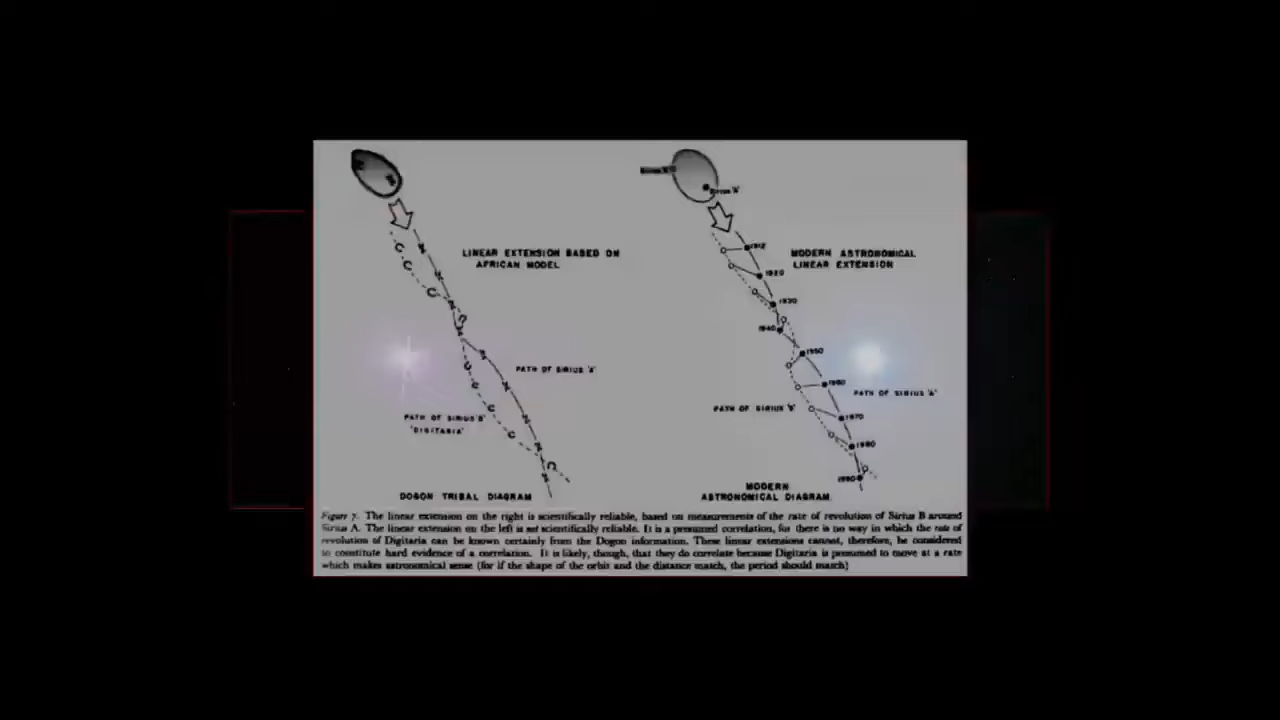 SIRIUS 'A'
1912
LINEAR EXTENSION BASED ON
AFRICAN MODEL
MODERN ASTRONOMICAL
LINEAR EXTENSION
1920
1930
1940
1950
PATH OF SIRIUS 'A'
1960
PATH OF SIRIUS 'A'
PATH OF SIRIUS 'B'
1970
PATH OF SIRIUS 'B'
'DIGITARIA'
1980
1990
DOGON TRIBAL DIAGRAM
MODERN
ASTRONOMICAL DIAGRAM
Figure 7. The linear extension on the right is scientifically reliable, based on measurements of the rate of revolution of Sirius B around
Sirius A. The linear extension on the left is not scientifically reliable. It is a presumed correlation, for there is no way in which the rate of
revolution of Digitaria can be known certainly from the Dogon information. These linear extensions cannot, therefore, be considered
to constitute hard evidence of a correlation. It is likely, though, that they do correlate because Digitaria is presumed to move at a rate
which makes astronomical sense (for if the shape of the orbit and the distance match, the period should match)